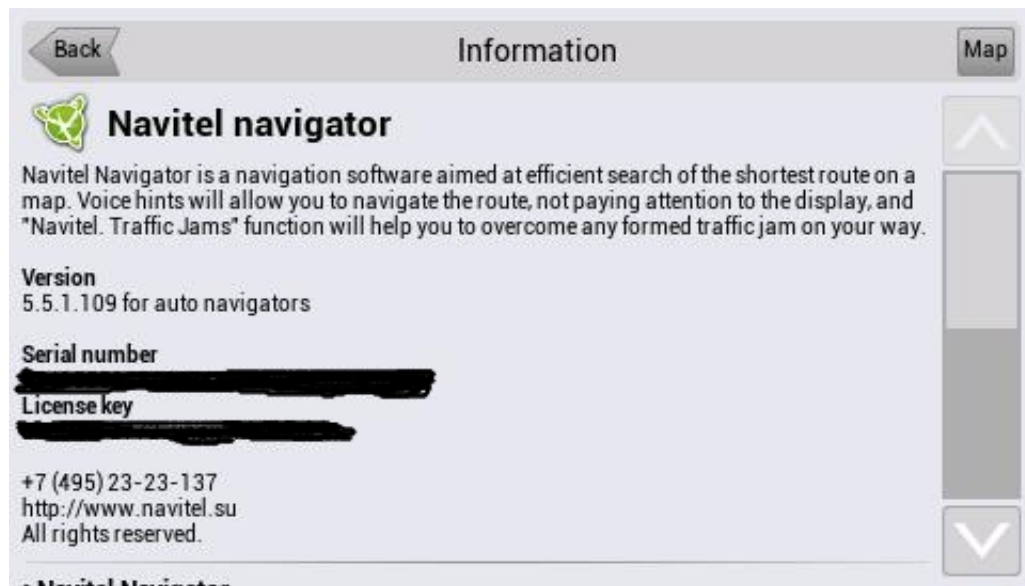 Back Information Map
Navitel navigator
Navitel Navigator is a navigation software aimed at efficient search of the shortest route on a
map. Voice hints will allow you to navigate the route, not paying attention to the display, and
"Navitel. Traffic Jams" function will help you to overcome any formed traffic jam on your way.
Version
5.5.1.109 for auto navigators
Serial number
License key
+7 (495) 23-23-137
http://www.navitel.su
All rights reserved.
• Navitel Navigator